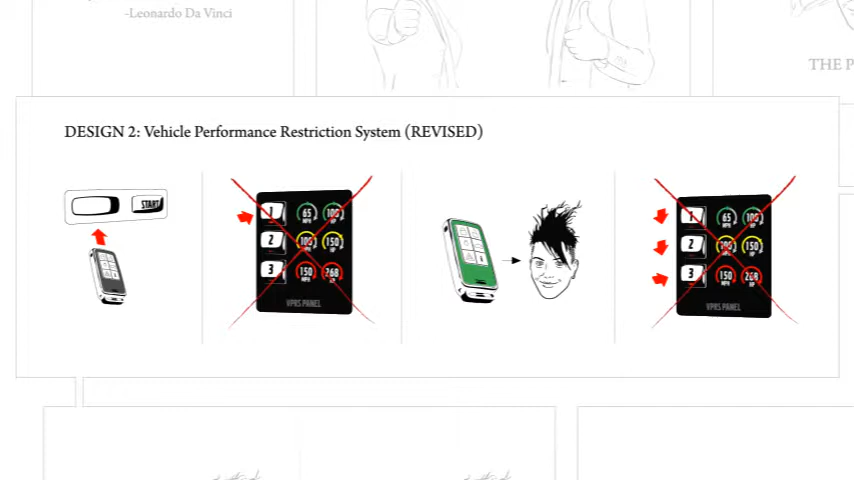 -Leonardo Da Vinci
THE P
DESIGN 2: Vehicle Performance Restriction System (REVISED)
START
1 65 MPH 100 HP
2 100 MPH 150 HP
3 150 MPH 268 HP
VPRS PANEL
1 65 MPH 100 HP
2 100 MPH 150 HP
3 150 MPH 268 HP
VPRS PANEL